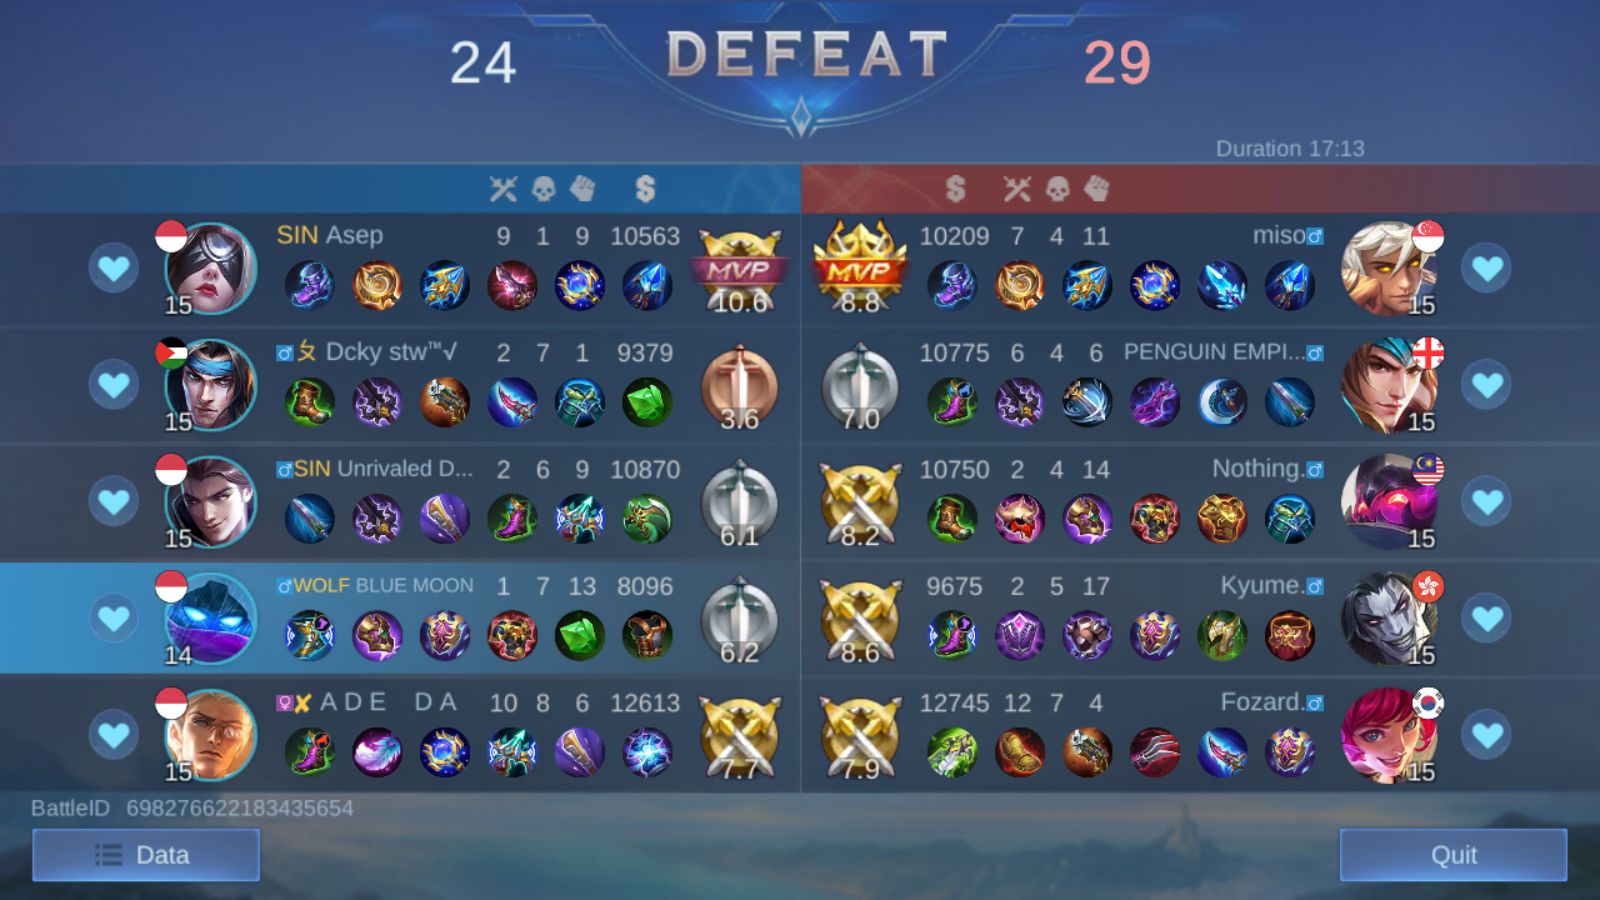 24 DEFEAT 29
Duration 17:13
SIN Asep 9 1 9 10563 MVP 10.6 15
MVP 8.8 10209 7 4 11 miso 15
Dcky stw™√ 2 7 1 9379 3.6 15
7.0 10775 6 4 6 PENGUIN EMPI... 15
SIN Unrivaled D... 2 6 9 10870 6.1 15
8.2 10750 2 4 14 Nothing. 15
WOLF BLUE MOON 1 7 13 8096 6.2 14
8.6 9675 2 5 17 Kyume. 15
A D E D A 10 8 6 12613 7.7 15
7.9 12745 12 7 4 Fozard. 15
BattleID 698276622183435654
Data
Quit